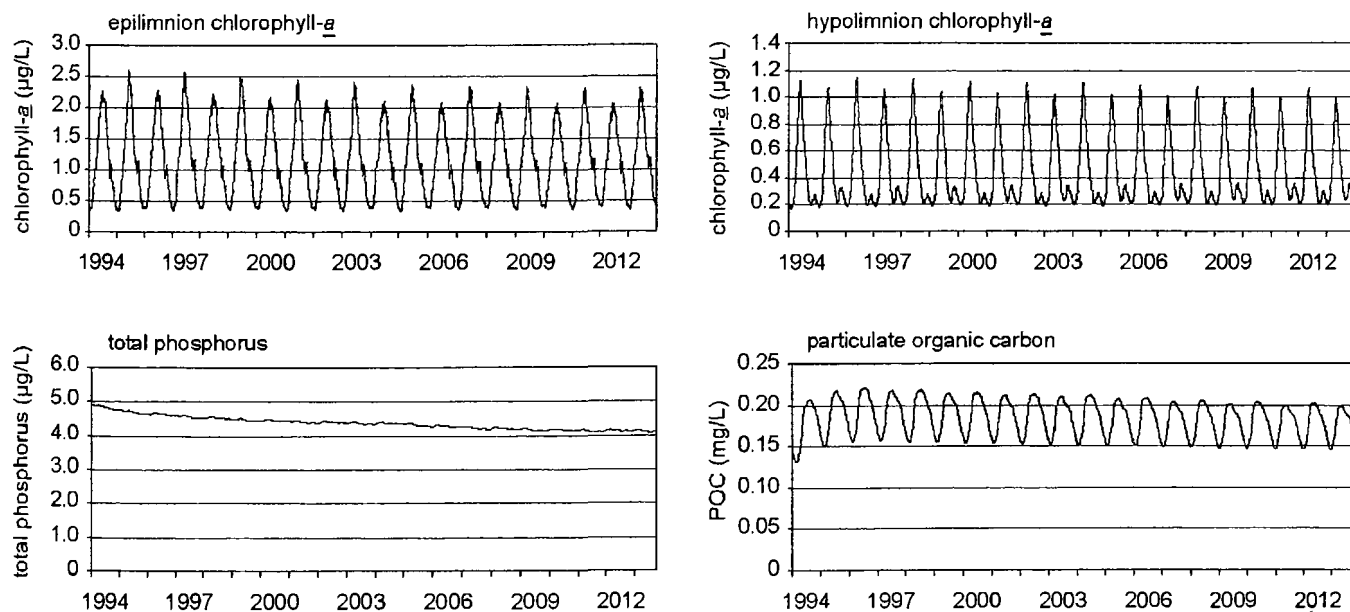 epilimnion chlorophyll-a
chlorophyll-a (µg/L)
3.0
2.5
2.0
1.5
1.0
0.5
0
1994 1997 2000 2003 2006 2009 2012
hypolimnion chlorophyll-a
chlorophyll-a (µg/L)
1.4
1.2
1.0
0.8
0.6
0.4
0.2
0
1994 1997 2000 2003 2006 2009 2012
total phosphorus
total phosphorus (µg/L)
6.0
5.0
4.0
3.0
2.0
1.0
0
1994 1997 2000 2003 2006 2009 2012
particulate organic carbon
POC (mg/L)
0.25
0.20
0.15
0.10
0.05
0
1994 1997 2000 2003 2006 2009 2012